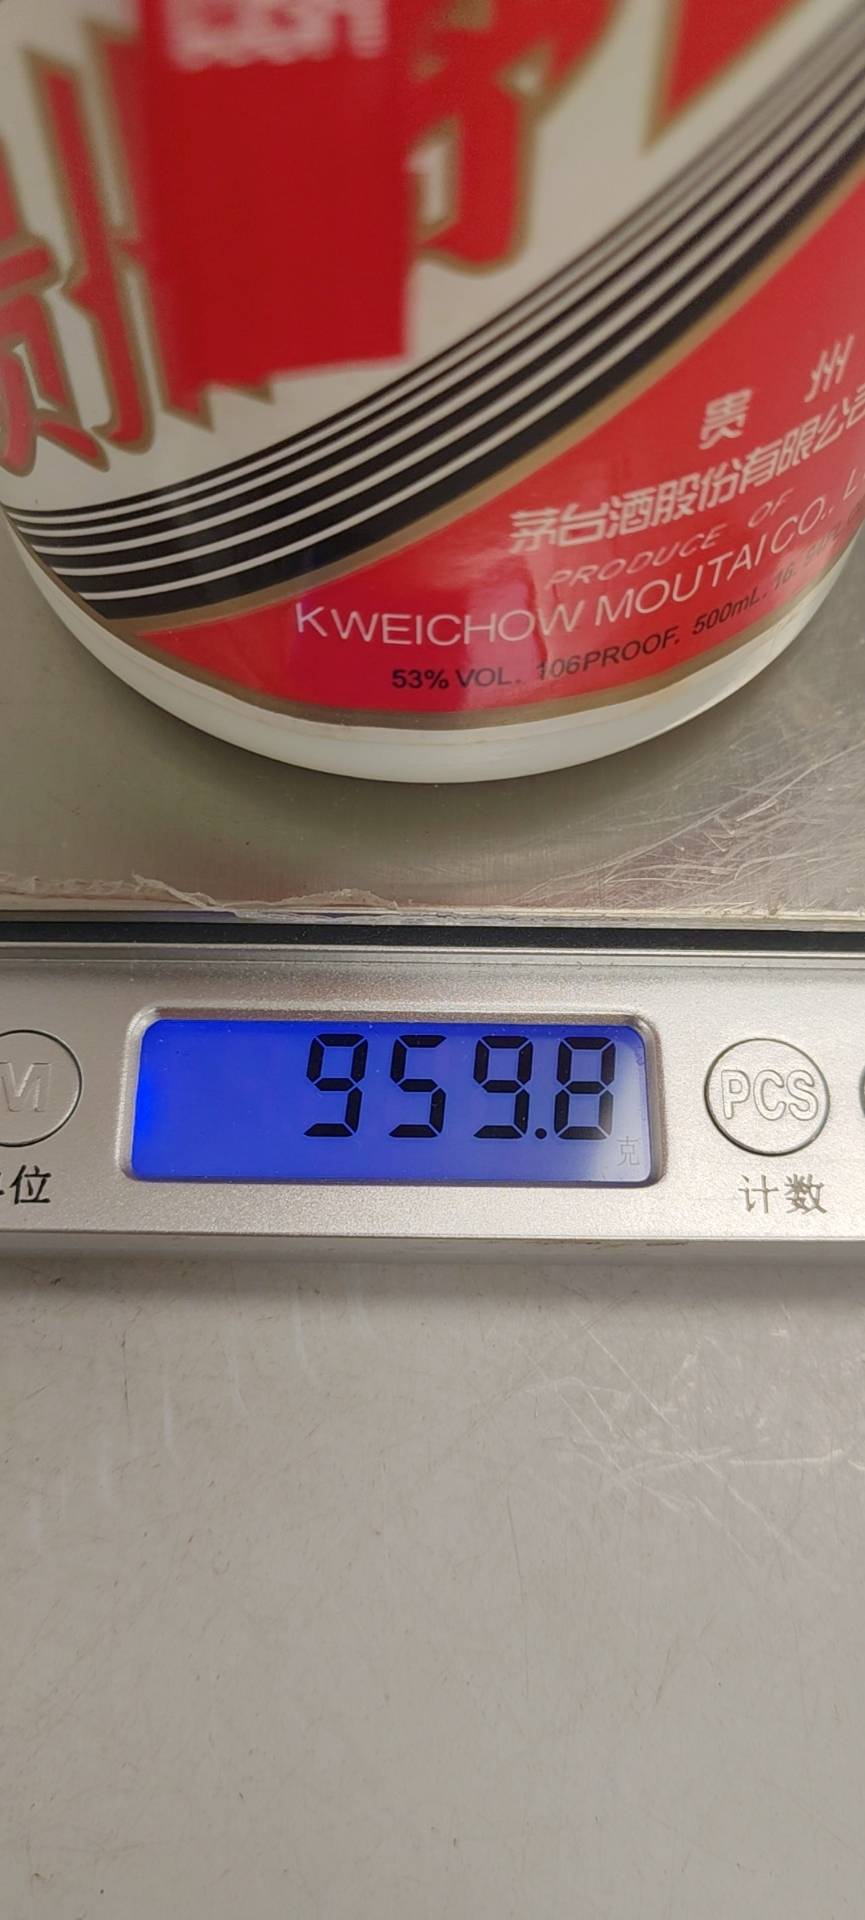 贵 州
茅台酒股份有限公
PRODUCE OF
KWEICHOW MOUTAI CO., L
53% VOL. 106PROOF. 500mL. 16.
959.8
克
M
PCS
位
计数